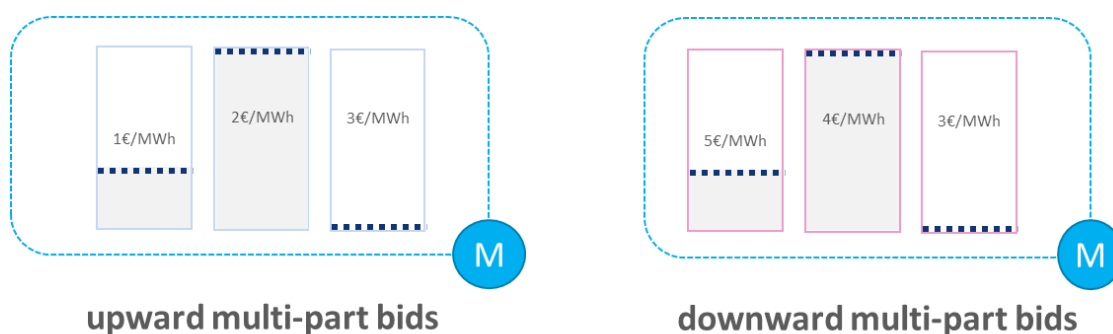 1€/MWh
2€/MWh
3€/MWh
M
upward multi-part bids
5€/MWh
4€/MWh
3€/MWh
M
downward multi-part bids